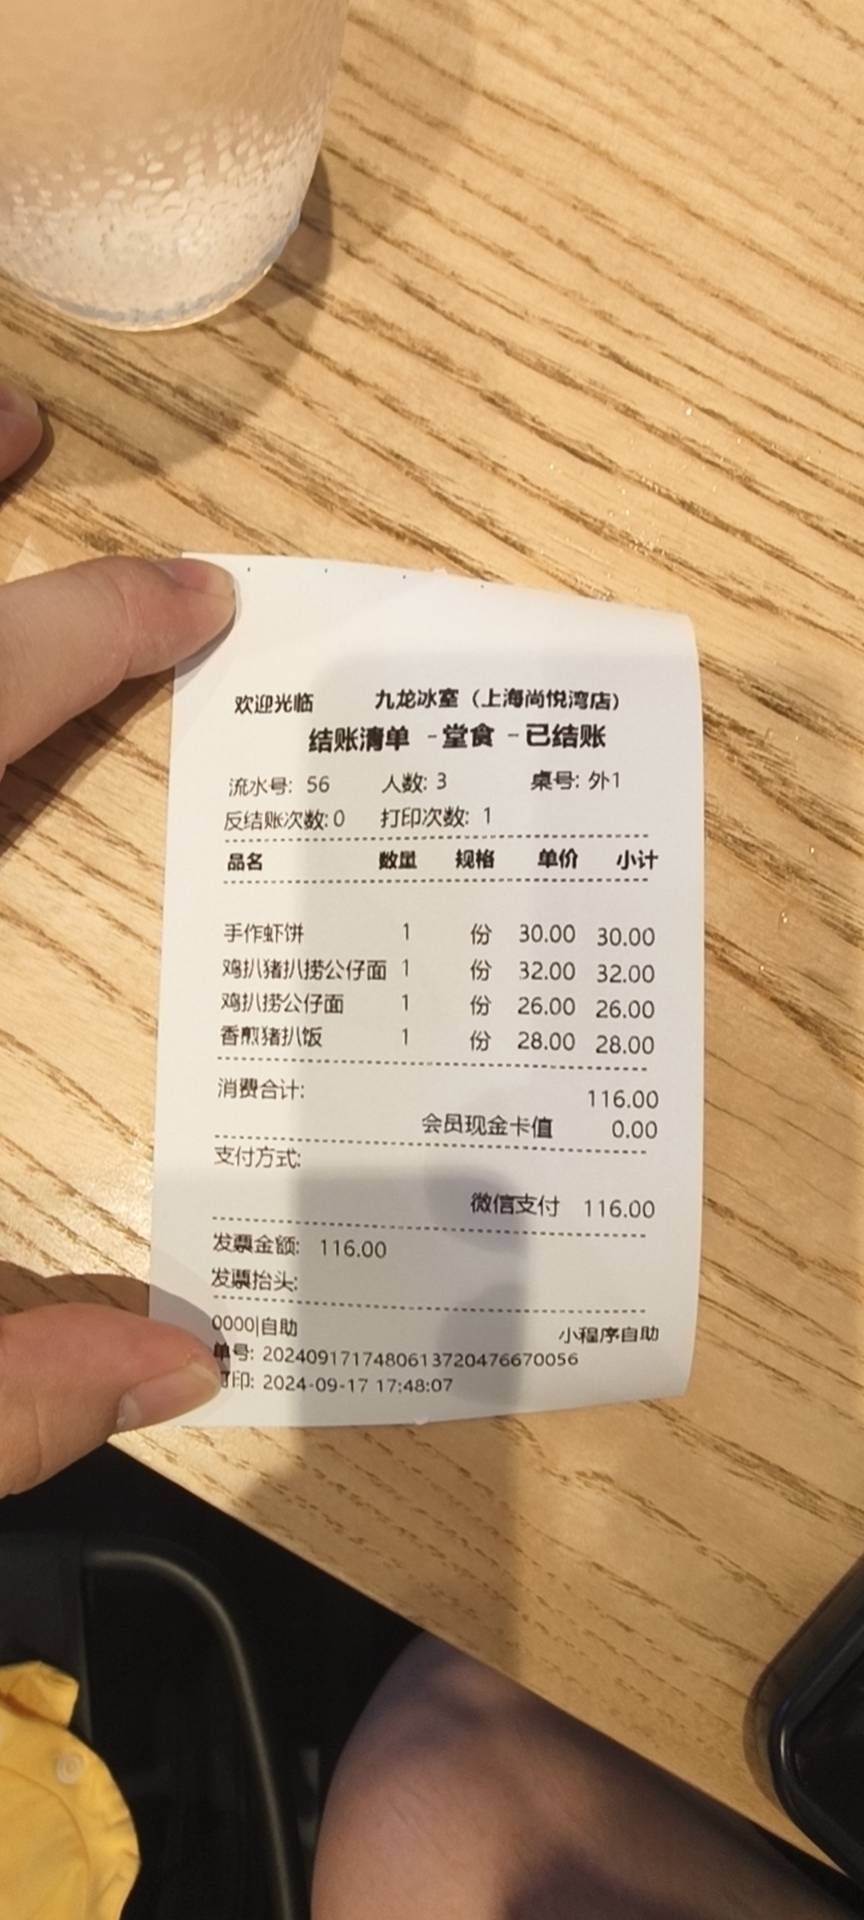 欢迎光临 九龙冰室（上海尚悦湾店）
结账清单 -堂食 -已结账
流水号: 56 人数: 3 桌号: 外1
反结账次数:0 打印次数: 1
品名 数量 规格 单价 小计
手作虾饼 1 份 30.00 30.00
鸡扒猪扒捞公仔面 1 份 32.00 32.00
鸡扒捞公仔面 1 份 26.00 26.00
香煎猪扒饭 1 份 28.00 28.00
消费合计: 116.00
会员现金卡值 0.00
支付方式:
微信支付 116.00
发票金额: 116.00
发票抬头:
0000|自助 小程序自助
单号: 20240917174806137204766​70056
打印: 2024-09-17 17:48:07